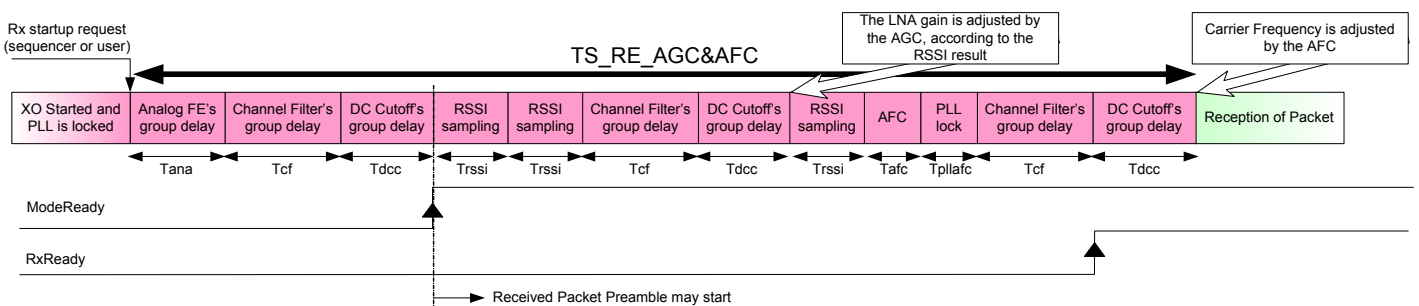 Rx startup request
(sequencer or user)
TS_RE_AGC&AFC
The LNA gain is adjusted by
the AGC, according to the
RSSI result
Carrier Frequency is adjusted
by the AFC
XO Started and
PLL is locked
Analog FE's
group delay
Channel Filter's
group delay
DC Cutoff's
group delay
RSSI
sampling
RSSI
sampling
Channel Filter's
group delay
DC Cutoff's
group delay
RSSI
sampling
AFC
PLL
lock
Channel Filter's
group delay
DC Cutoff's
group delay
Reception of Packet
Tana
Tcf
Tdcc
Trssi
Trssi
Tcf
Tdcc
Trssi
Tafc
Tpllafc
Tcf
Tdcc
ModeReady
RxReady
Received Packet Preamble may start